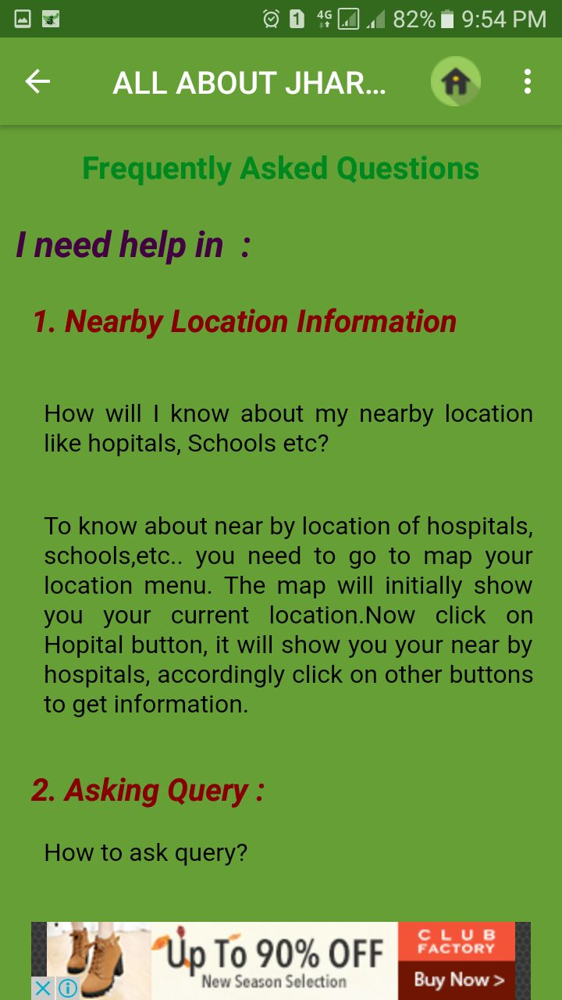 1 4G 82% 9:54 PM
ALL ABOUT JHAR...
Frequently Asked Questions
I need help in :
1. Nearby Location Information
How will I know about my nearby location
like hopitals, Schools etc?
To know about near by location of hospitals,
schools,etc.. you need to go to map your
location menu. The map will initially show
you your current location.Now click on
Hopital button, it will show you your near by
hospitals, accordingly click on other buttons
to get information.
2. Asking Query :
How to ask query?
Up To 90% OFF
New Season Selection
CLUB
FACTORY
Buy Now >